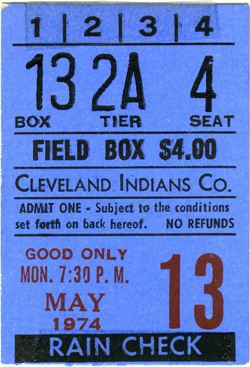 1 2 3 4
13 2A 4
BOX TIER SEAT
FIELD BOX $4.00
CLEVELAND INDIANS CO.
ADMIT ONE - Subject to the conditions
set forth on back hereof. NO REFUNDS
GOOD ONLY
MON. 7:30 P. M.
MAY 13
1974
RAIN CHECK